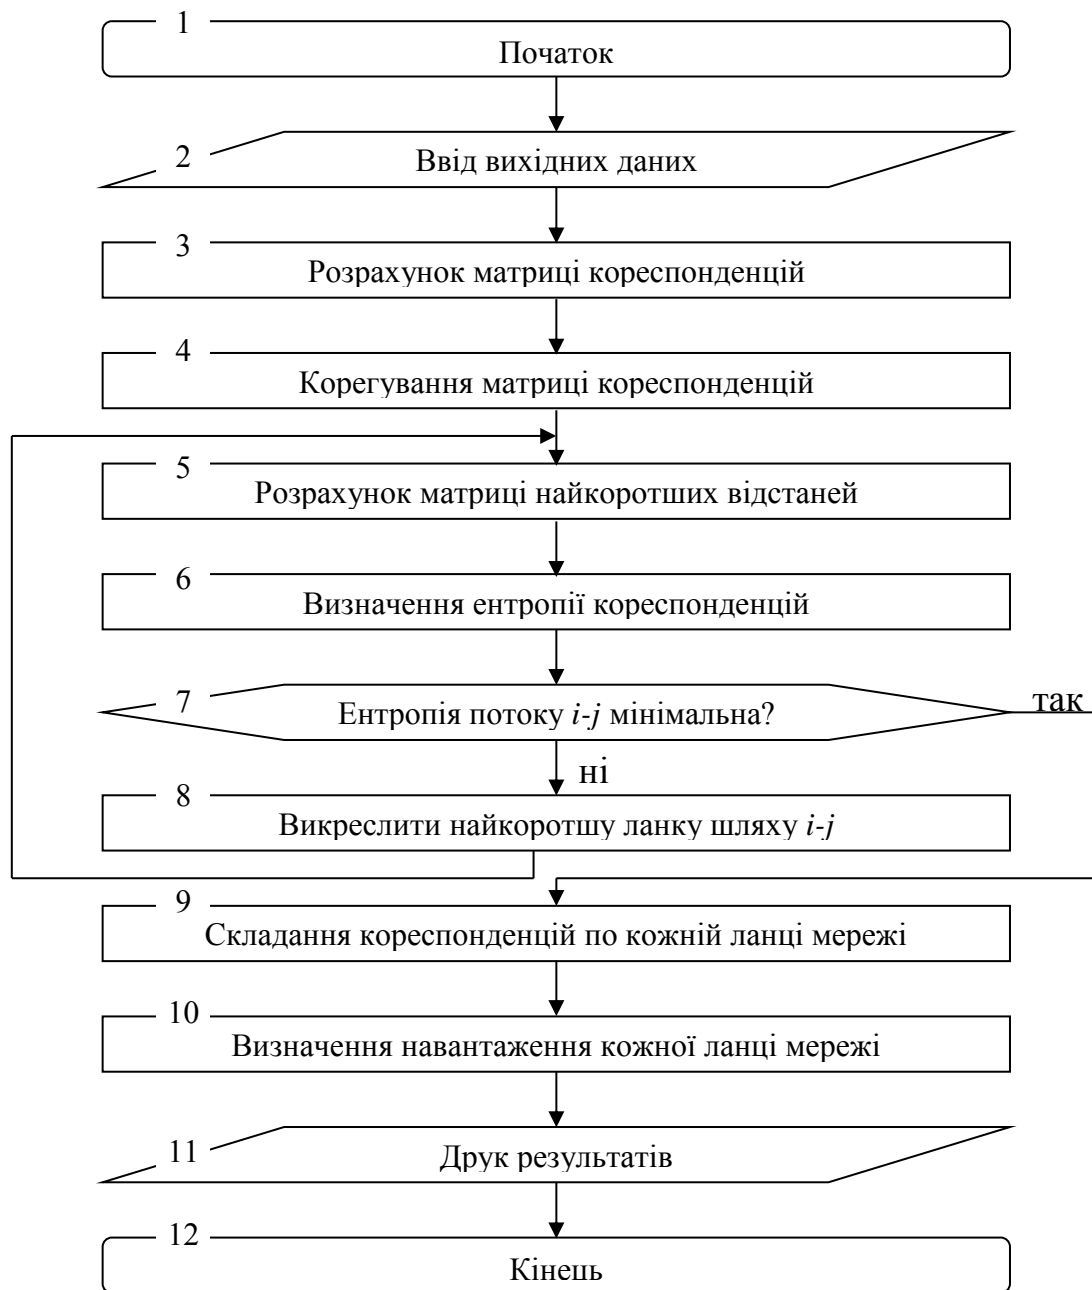 1
Початок
2
Ввід вихідних даних
3
Розрахунок матриці кореспонденцій
4
Корегування матриці кореспонденцій
5
Розрахунок матриці найкоротших відстаней
6
Визначення ентропії кореспонденцій
7
Ентропія потоку i-j мінімальна?
так
ні
8
Викреслити найкоротшу ланку шляху i-j
9
Складання кореспонденцій по кожній ланці мережі
10
Визначення навантаження кожної ланці мережі
11
Друк результатів
12
Кінець